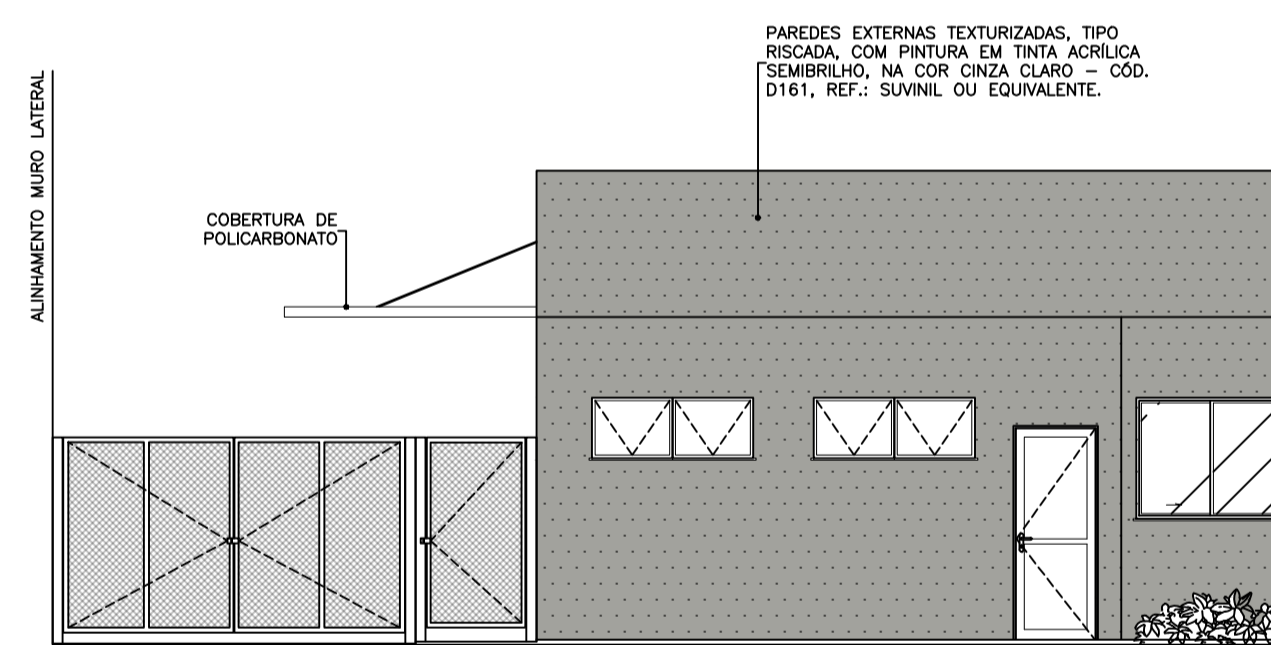 PAREDES EXTERNAS TEXTURIZADAS, TIPO
RISCADA, COM PINTURA EM TINTA ACRÍLICA
SEMIBRILHO, NA COR CINZA CLARO – CÓD.
D161, REF.: SUVINIL OU EQUIVALENTE.
ALINHAMENTO MURO LATERAL
COBERTURA DE
POLICARBONATO